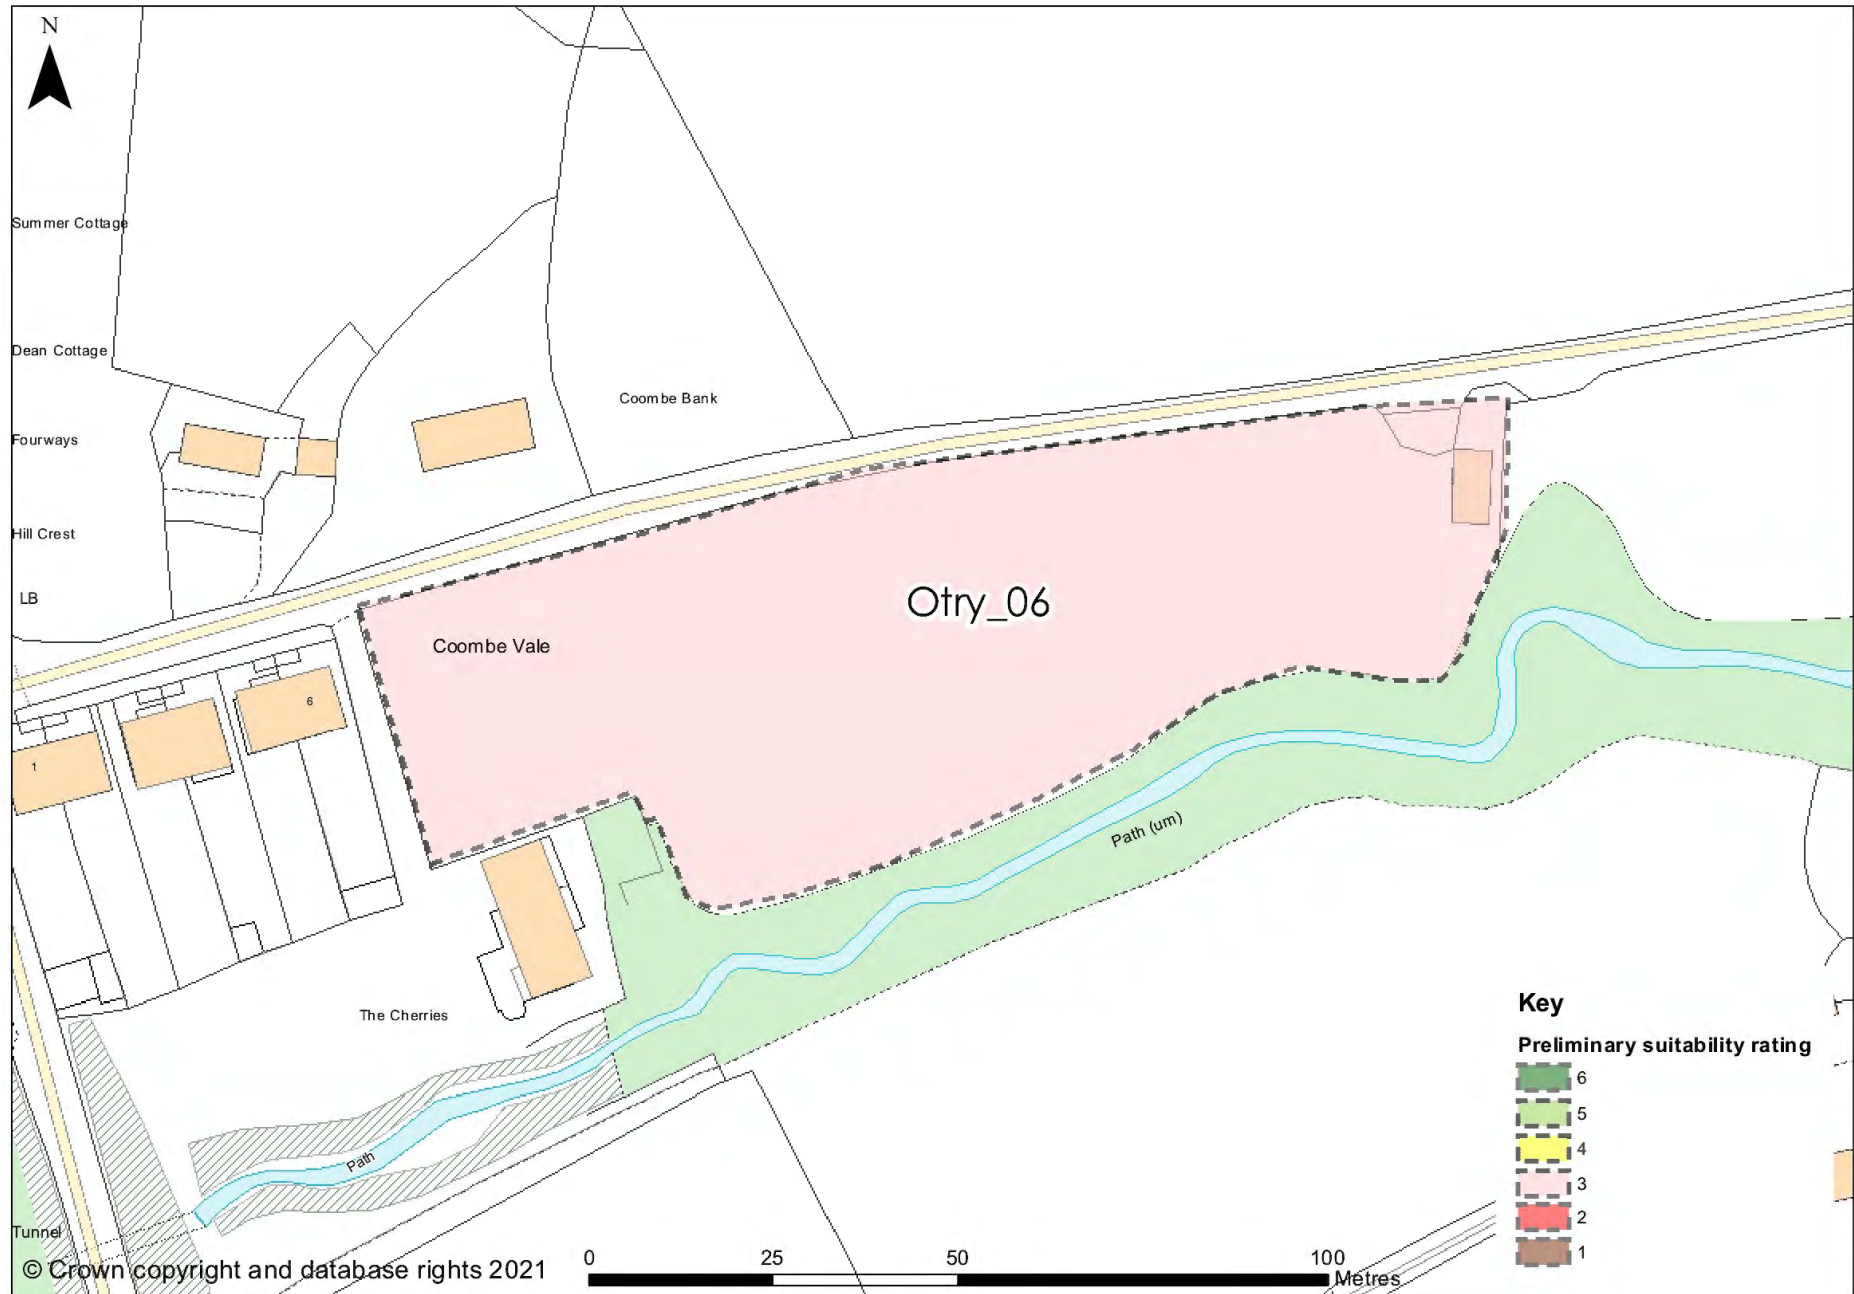 N
Summer Cottage
Dean Cottage
Coombe Bank
Fourways
Hill Crest
LB
Otry_06
Coombe Vale
6
1
Path (um)
The Cherries
Path
Tunnel
© Crown copyright and database rights 2021
0 25 50 100
Metres
Key
Preliminary suitability rating
6
5
4
3
2
1